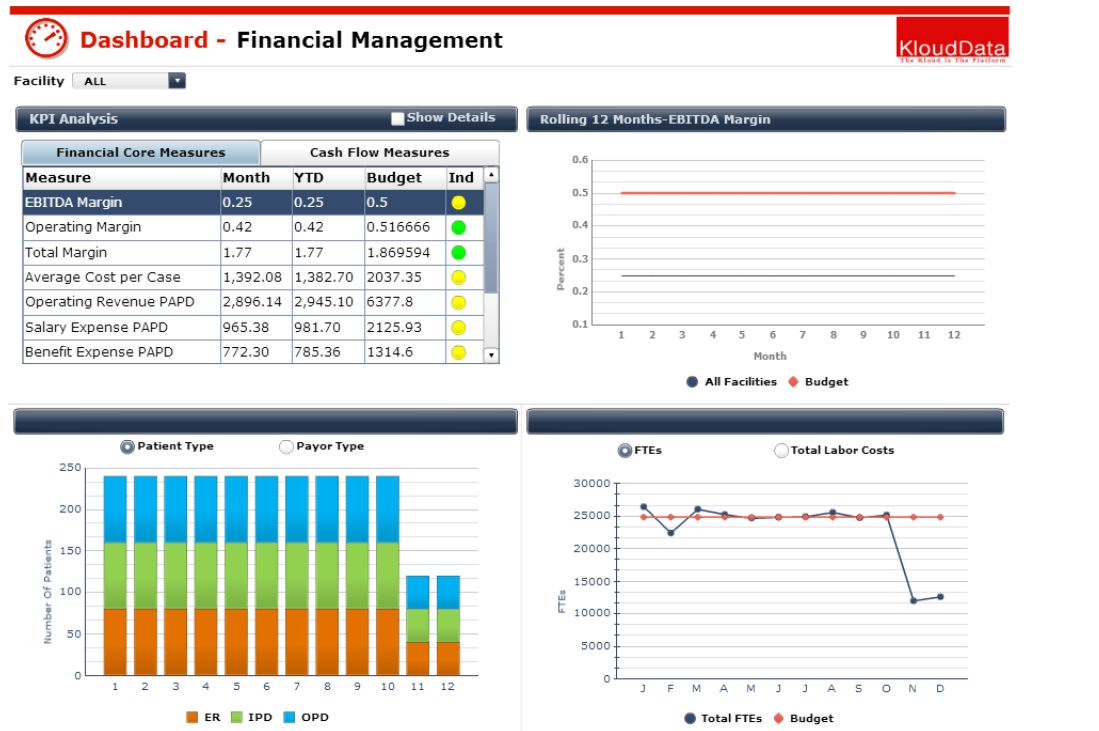 Dashboard - Financial Management
KloudData
The Kloud Is The Platform
Facility ALL
KPI Analysis Show Details
Financial Core Measures Cash Flow Measures
Measure Month YTD Budget Ind
EBITDA Margin 0.25 0.25 0.5
Operating Margin 0.42 0.42 0.516666
Total Margin 1.77 1.77 1.869594
Average Cost per Case 1,392.08 1,382.70 2037.35
Operating Revenue PAPD 2,896.14 2,945.10 6377.8
Salary Expense PAPD 965.38 981.70 2125.93
Benefit Expense PAPD 772.30 785.36 1314.6
Rolling 12 Months-EBITDA Margin
0.6
0.5
0.4
0.3
0.2
0.1
Percent
1 2 3 4 5 6 7 8 9 10 11 12
Month
All Facilities Budget
Patient Type Payor Type
250
200
150
100
50
0
Number Of Patients
1 2 3 4 5 6 7 8 9 10 11 12
ER IPD OPD
FTEs Total Labor Costs
30000
25000
20000
15000
10000
5000
0
FTEs
J F M A M J J A S O N D
Total FTEs Budget